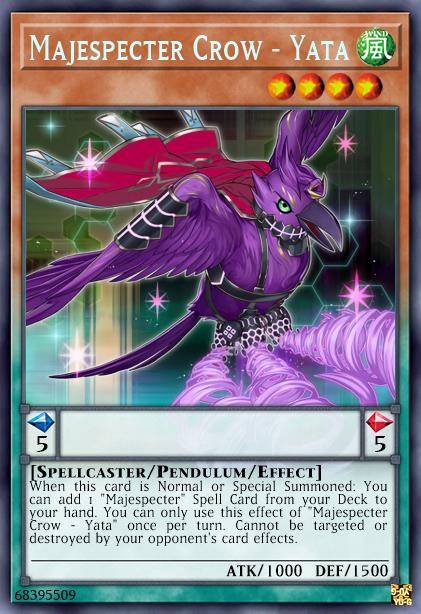 Majespecter Crow - Yata
WIND
風
5
5
[Spellcaster/Pendulum/Effect]
When this card is Normal or Special Summoned: You
can add 1 "Majespecter" Spell Card from your Deck to
your hand. You can only use this effect of "Majespecter
Crow - Yata" once per turn. Cannot be targeted or
destroyed by your opponent's card effects.
ATK/1000 DEF/1500
68395509